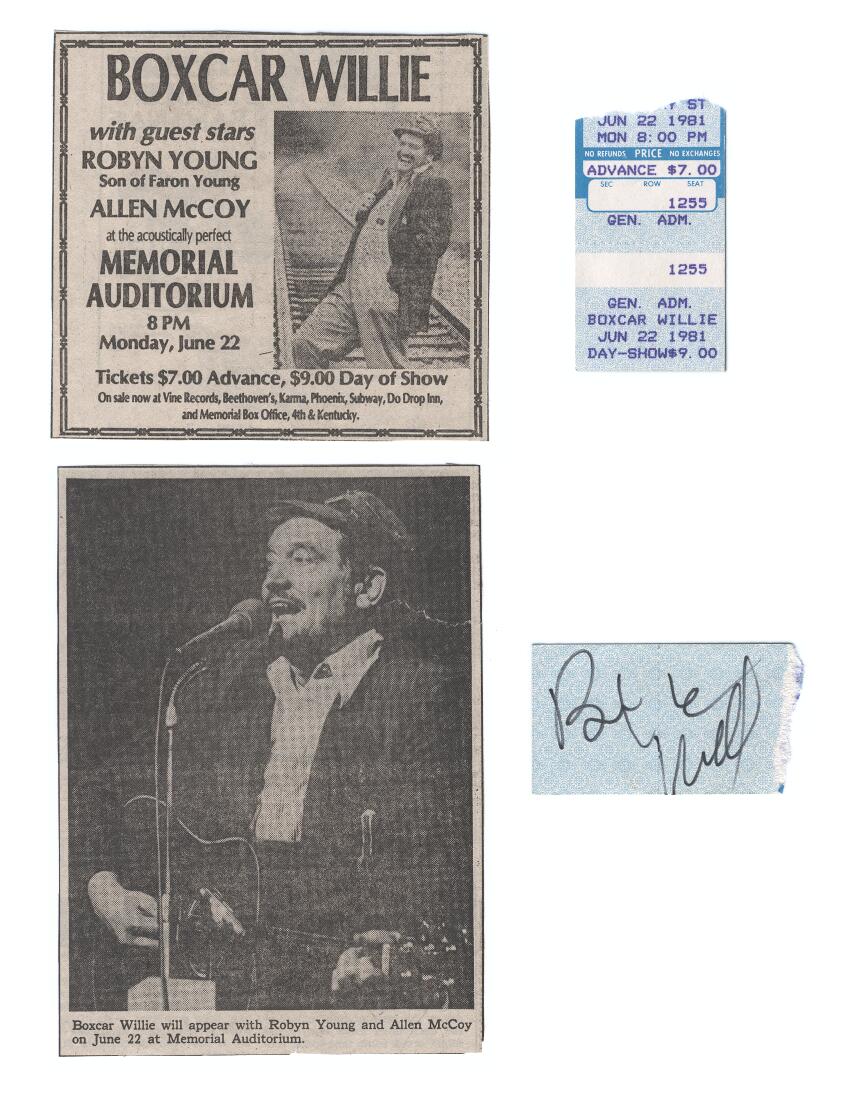 BOXCAR WILLIE
with guest stars
ROBYN YOUNG
Son of Faron Young
ALLEN McCOY
at the acoustically perfect
MEMORIAL
AUDITORIUM
8 PM
Monday, June 22
Tickets $7.00 Advance, $9.00 Day of Show
On sale now at Vine Records, Beethoven's, Karma, Phoenix, Subway, Do Drop Inn,
and Memorial Box Office, 4th & Kentucky.
ST
JUN 22 1981
MON 8:00 PM
NO REFUNDS PRICE NO EXCHANGES
ADVANCE $7.00
SEC ROW SEAT
1255
GEN. ADM.
1255
GEN. ADM.
BOXCAR WILLIE
JUN 22 1981
DAY-SHOW$9.00
Boxcar Willie will appear with Robyn Young and Allen McCoy
on June 22 at Memorial Auditorium.